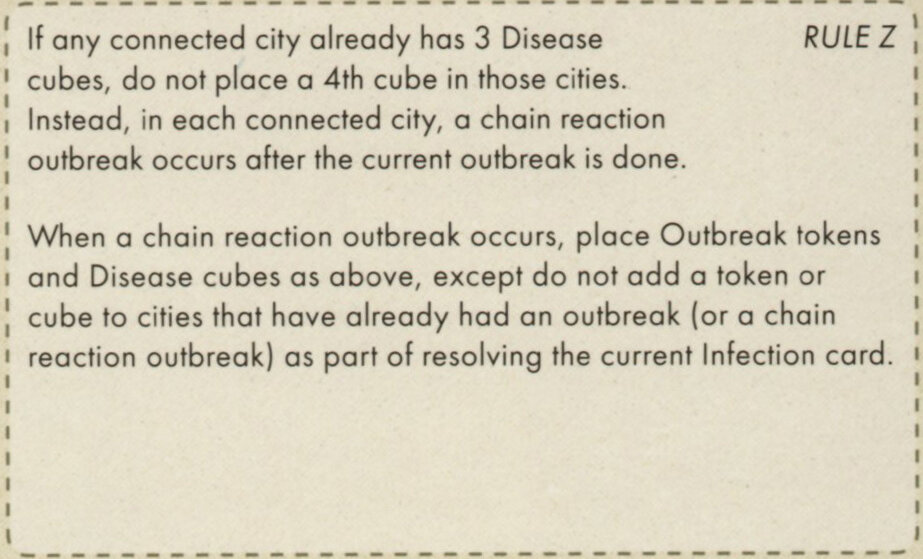 If any connected city already has 3 Disease RULE Z
cubes, do not place a 4th cube in those cities.
Instead, in each connected city, a chain reaction
outbreak occurs after the current outbreak is done.
When a chain reaction outbreak occurs, place Outbreak tokens
and Disease cubes as above, except do not add a token or
cube to cities that have already had an outbreak (or a chain
reaction outbreak) as part of resolving the current Infection card.